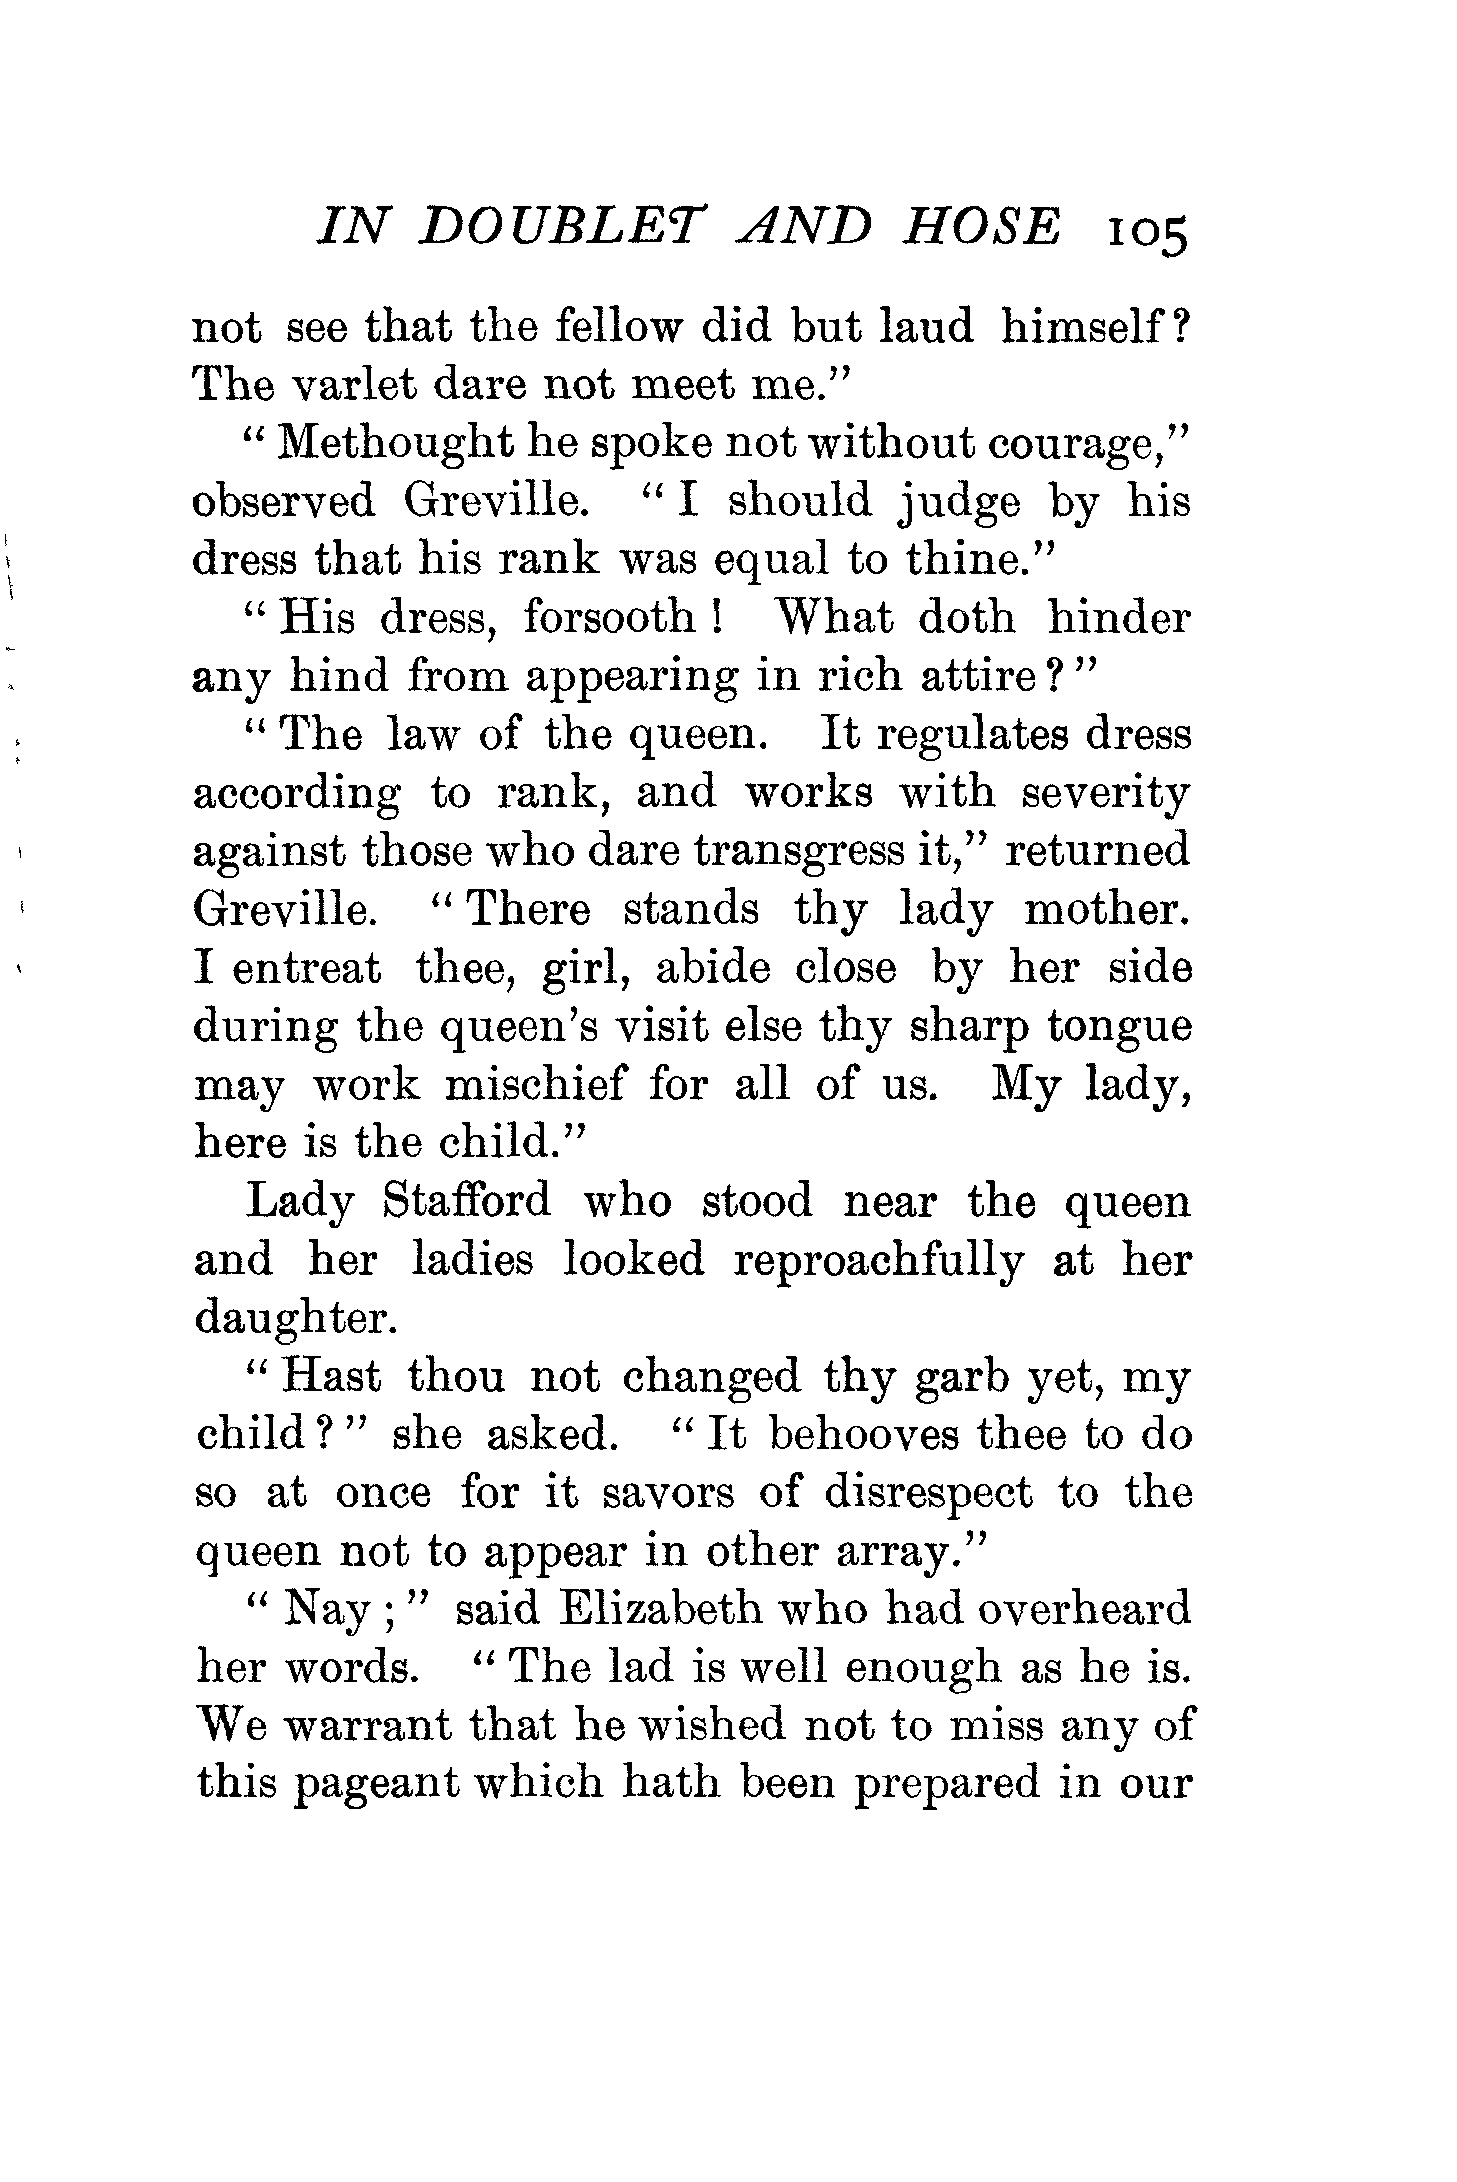 IN DOUBLET AND HOSE 105
not see that the fellow did but laud himself?
The varlet dare not meet me.”
“Methought he spoke not without courage,”
observed Greville. “I should judge by his
dress that his rank was equal to thine.”
“His dress, forsooth! What doth hinder
any hind from appearing in rich attire?”
“The law of the queen. It regulates dress
according to rank, and works with severity
against those who dare transgress it,” returned
Greville. “There stands thy lady mother.
I entreat thee, girl, abide close by her side
during the queen’s visit else thy sharp tongue
may work mischief for all of us. My lady,
here is the child.”
Lady Stafford who stood near the queen
and her ladies looked reproachfully at her
daughter.
“Hast thou not changed thy garb yet, my
child?” she asked. “It behooves thee to do
so at once for it savors of disrespect to the
queen not to appear in other array.”
“Nay;” said Elizabeth who had overheard
her words. “The lad is well enough as he is.
We warrant that he wished not to miss any of
this pageant which hath been prepared in our